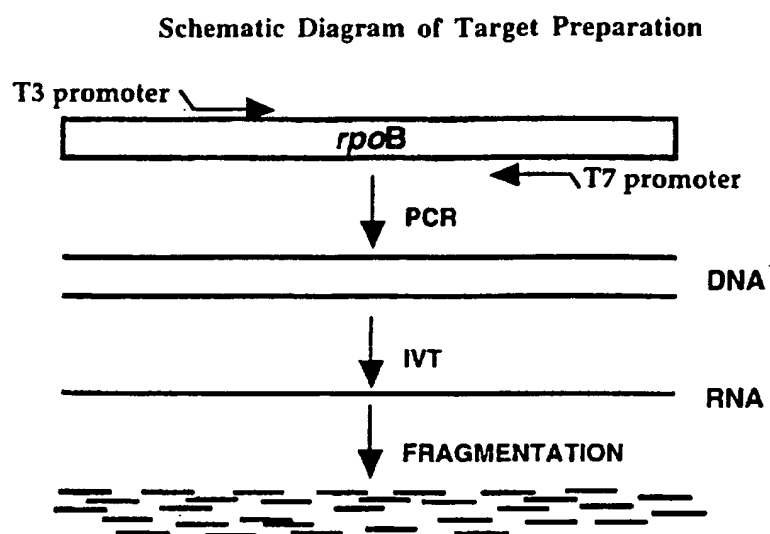 Schematic Diagram of Target Preparation
T3 promoter
rpoB
T7 promoter
PCR
DNA
IVT
RNA
FRAGMENTATION